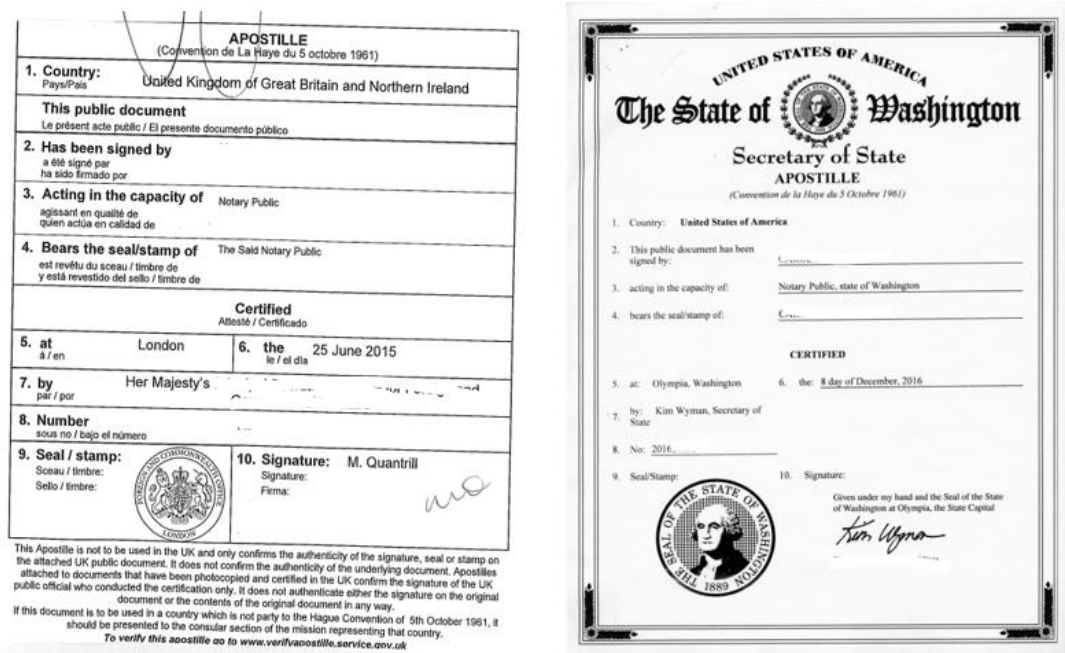 APOSTILLE
(Convention de La Haye du 5 octobre 1961)
1. Country:
Pays/Pais
United Kingdom of Great Britain and Northern Ireland
This public document
Le présent acte public / El presente documento público
2. Has been signed by
a été signé par
ha sido firmado por
3. Acting in the capacity of Notary Public
agissant en qualité de
quien actúa en calidad de
4. Bears the seal/stamp of The Said Notary Public
est revêtu du sceau / timbre de
y está revestido del sello / timbre de
Certified
Attesté / Certificado
5. at London
á / en
6. the 25 June 2015
le / el día
7. by Her Majesty's
par / por
8. Number
sous no / bajo el número
9. Seal / stamp:
Sceau / timbre:
Sello / timbre:
FOREIGN AND COMMONWEALTH OFFICE
LONDON
10. Signature: M. Quantrill
Signature:
Firma:
This Apostille is not to be used in the UK and only confirms the authenticity of the signature, seal or stamp on
the attached UK public document. It does not confirm the authenticity of the underlying document. Apostilles
attached to documents that have been photocopied and certified in the UK confirm the signature of the UK
public official who conducted the certification only. It does not authenticate either the signature on the original
document or the contents of the original document in any way.
If this document is to be used in a country which is not party to the Hague Convention of 5th October 1961, it
should be presented to the consular section of the mission representing that country.
To verify this apostille go to www.verifyapostille.service.gov.uk
UNITED STATES OF AMERICA
The State of Washington
Secretary of State
APOSTILLE
(Convention de la Haye du 5 Octobre 1961)
1. Country: United States of America
2. This public document has been
signed by:
3. acting in the capacity of: Notary Public, state of Washington
4. bears the seal/stamp of:
CERTIFIED
5. at: Olympia, Washington
6. the: 8 day of December, 2016
7. by: Kim Wyman, Secretary of
State
8. No: 2016
9. Seal/Stamp:
THE SEAL OF THE STATE OF WASHINGTON
1889
10. Signature:
Given under my hand and the Seal of the State
of Washington at Olympia, the State Capital
Kim Wyman